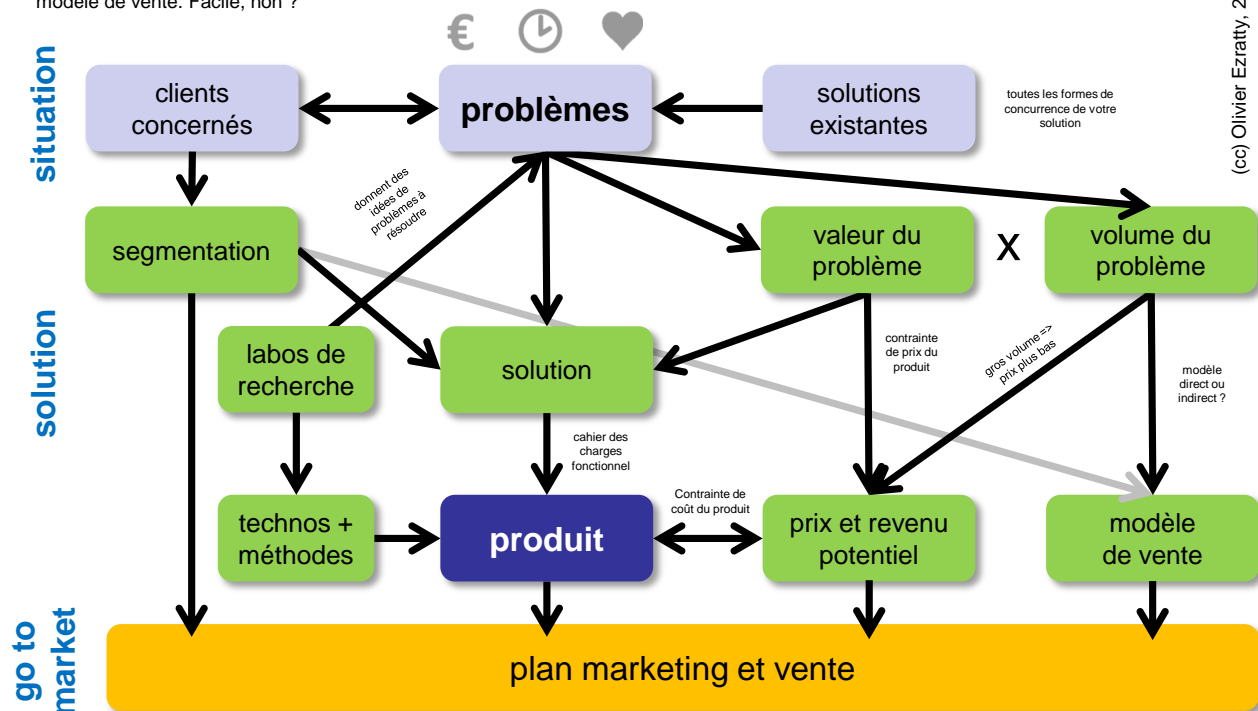 modèle de vente. Facile, non ?
€
situation
clients
concernés
problèmes
solutions
existantes
toutes les formes de
concurrence de votre
solution
(cc) Olivier Ezratty, 2
donnent des
idées de
problèmes à
résoudre
segmentation
valeur du
problème
X
volume du
problème
solution
labos de
recherche
solution
contrainte
de prix du
produit
gros volume =>
prix plus bas
modèle
direct ou
indirect ?
cahier des
charges
fonctionnel
technos +
méthodes
produit
Contrainte de
coût du produit
prix et revenu
potentiel
modèle
de vente
go to
market
plan marketing et vente